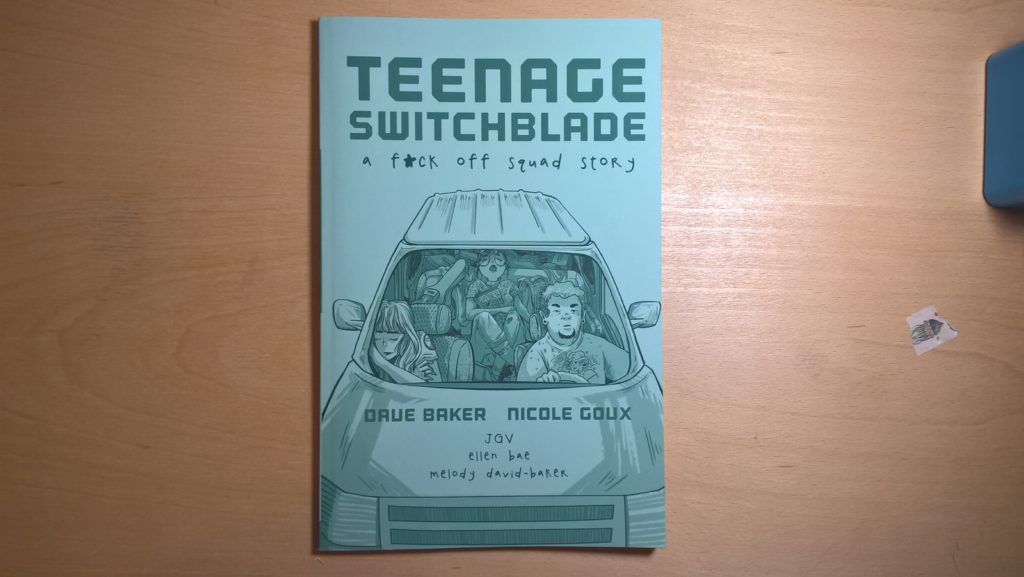 TEENAGE
SWITCHBLADE
a f*ck off squad story
DAVE BAKER NICOLE GOUX
JGV
ellen bae
melody david-baker